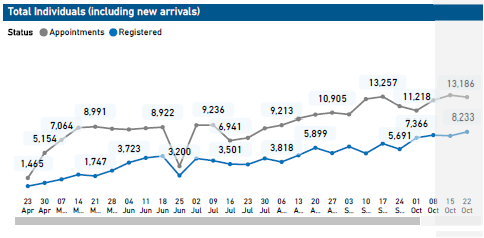 Total Individuals (including new arrivals)
Status Appointments Registered
13,257 13,186
10,905 11,218
8,991 8,922 9,236 9,213
7,064 6,941 8,233
5,154 7,366
3,723 3,200 3,501 3,818 5,899 5,691
1,465 1,747
23 30 07 14 21 28 04 11 18 25 02 09 16 23 30 06 13 20 27 03 10 17 24 01 08 15 22
Apr Apr M... M... M... M... Jun Jun Jun Jun Jul Jul Jul Jul Jul A... A... A... A... S... S... S... S... Oct Oct Oct Oct